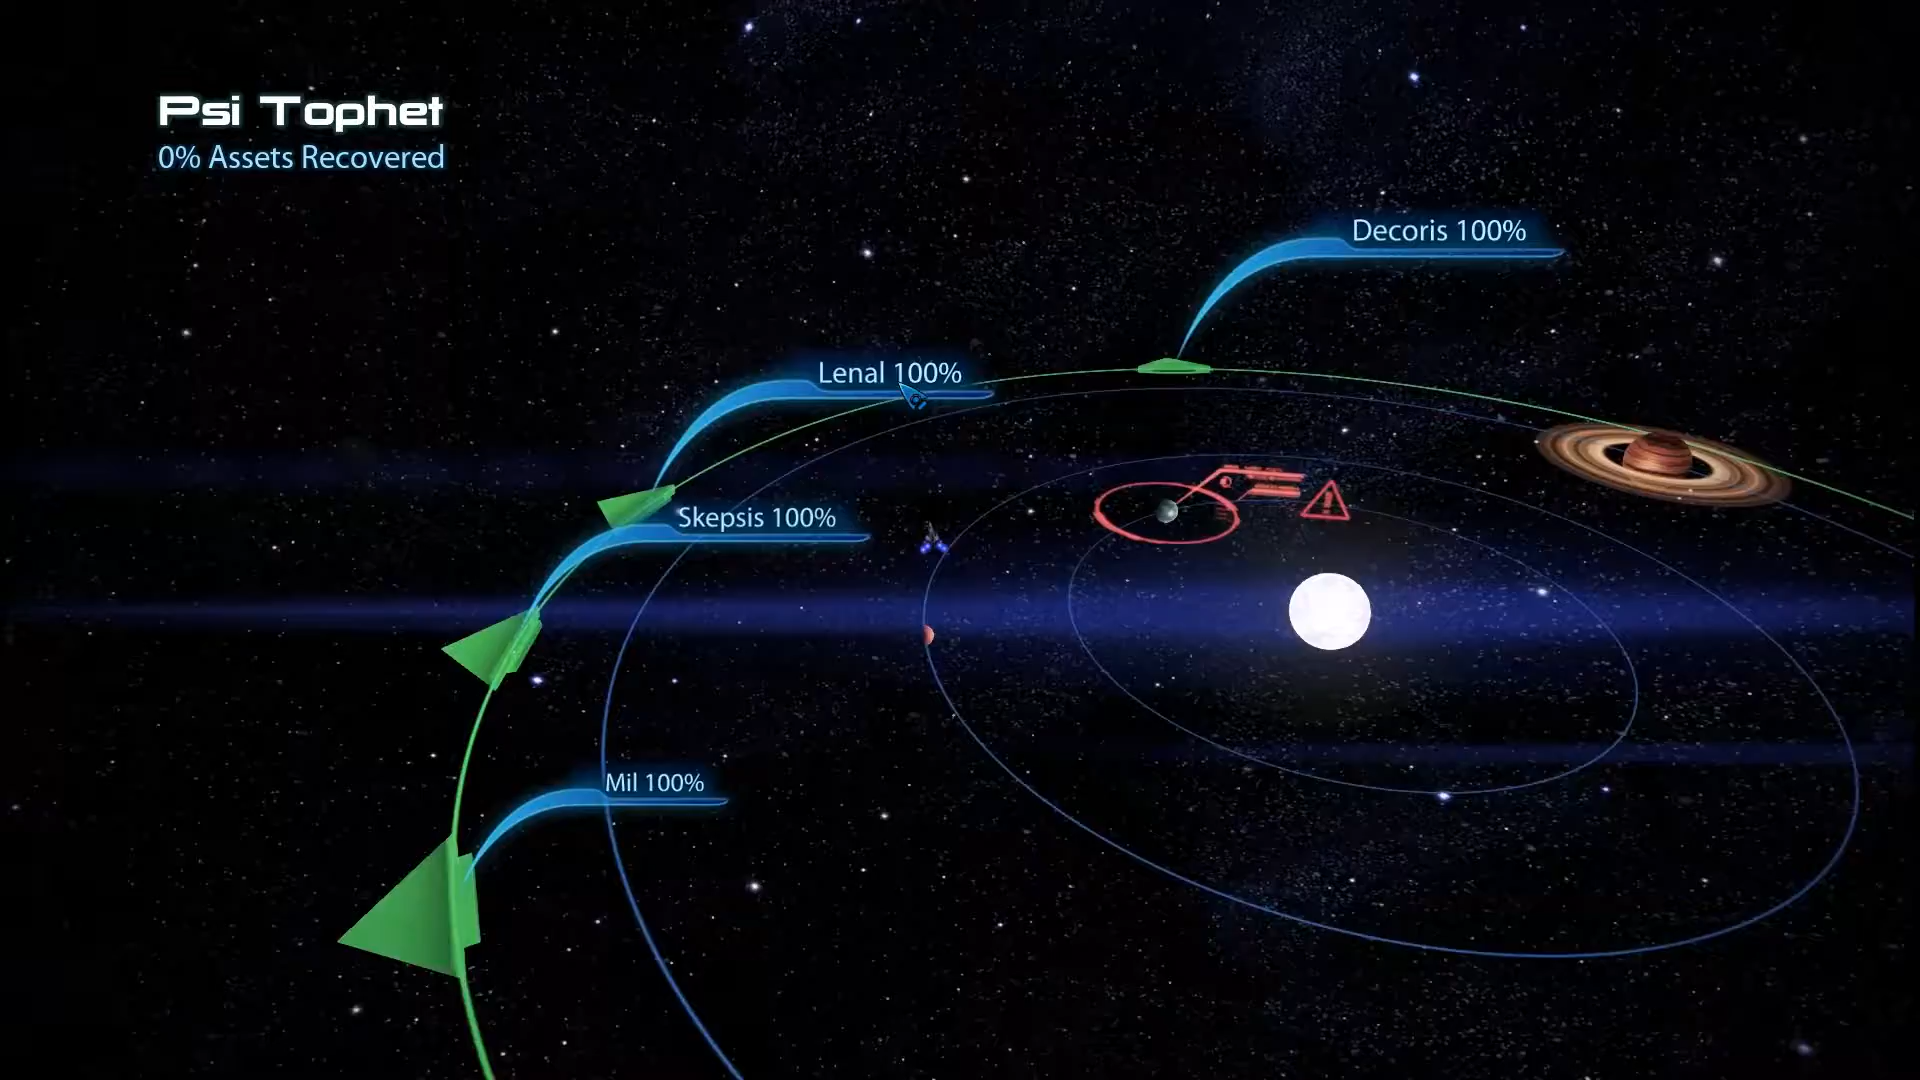 Psi Tophet
0% Assets Recovered
Decoris 100%
Lenal 100%
Skepsis 100%
Mil 100%